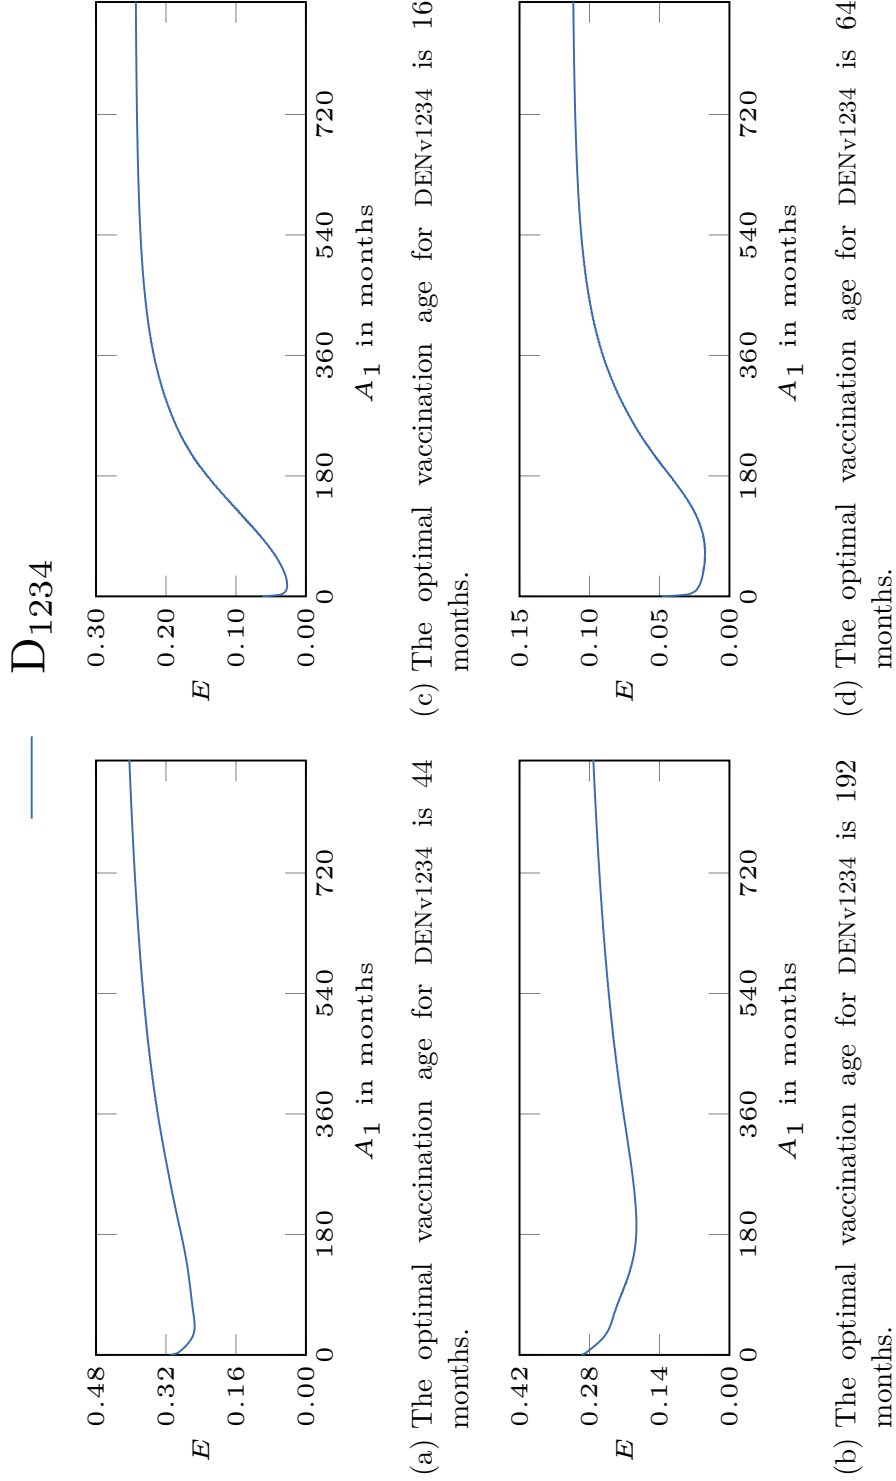 D1234
0.48
0.32
0.16
0.00
E
0 180 360 540 720
A1 in months
(a) The optimal vaccination age for DENv1234 is 44
months.
0.30
0.20
0.10
0.00
E
0 180 360 540 720
A1 in months
(c) The optimal vaccination age for DENv1234 is 16
months.
0.42
0.28
0.14
0.00
E
0 180 360 540 720
A1 in months
(b) The optimal vaccination age for DENv1234 is 192
months.
0.15
0.10
0.05
0.00
E
0 180 360 540 720
A1 in months
(d) The optimal vaccination age for DENv1234 is 64
months.